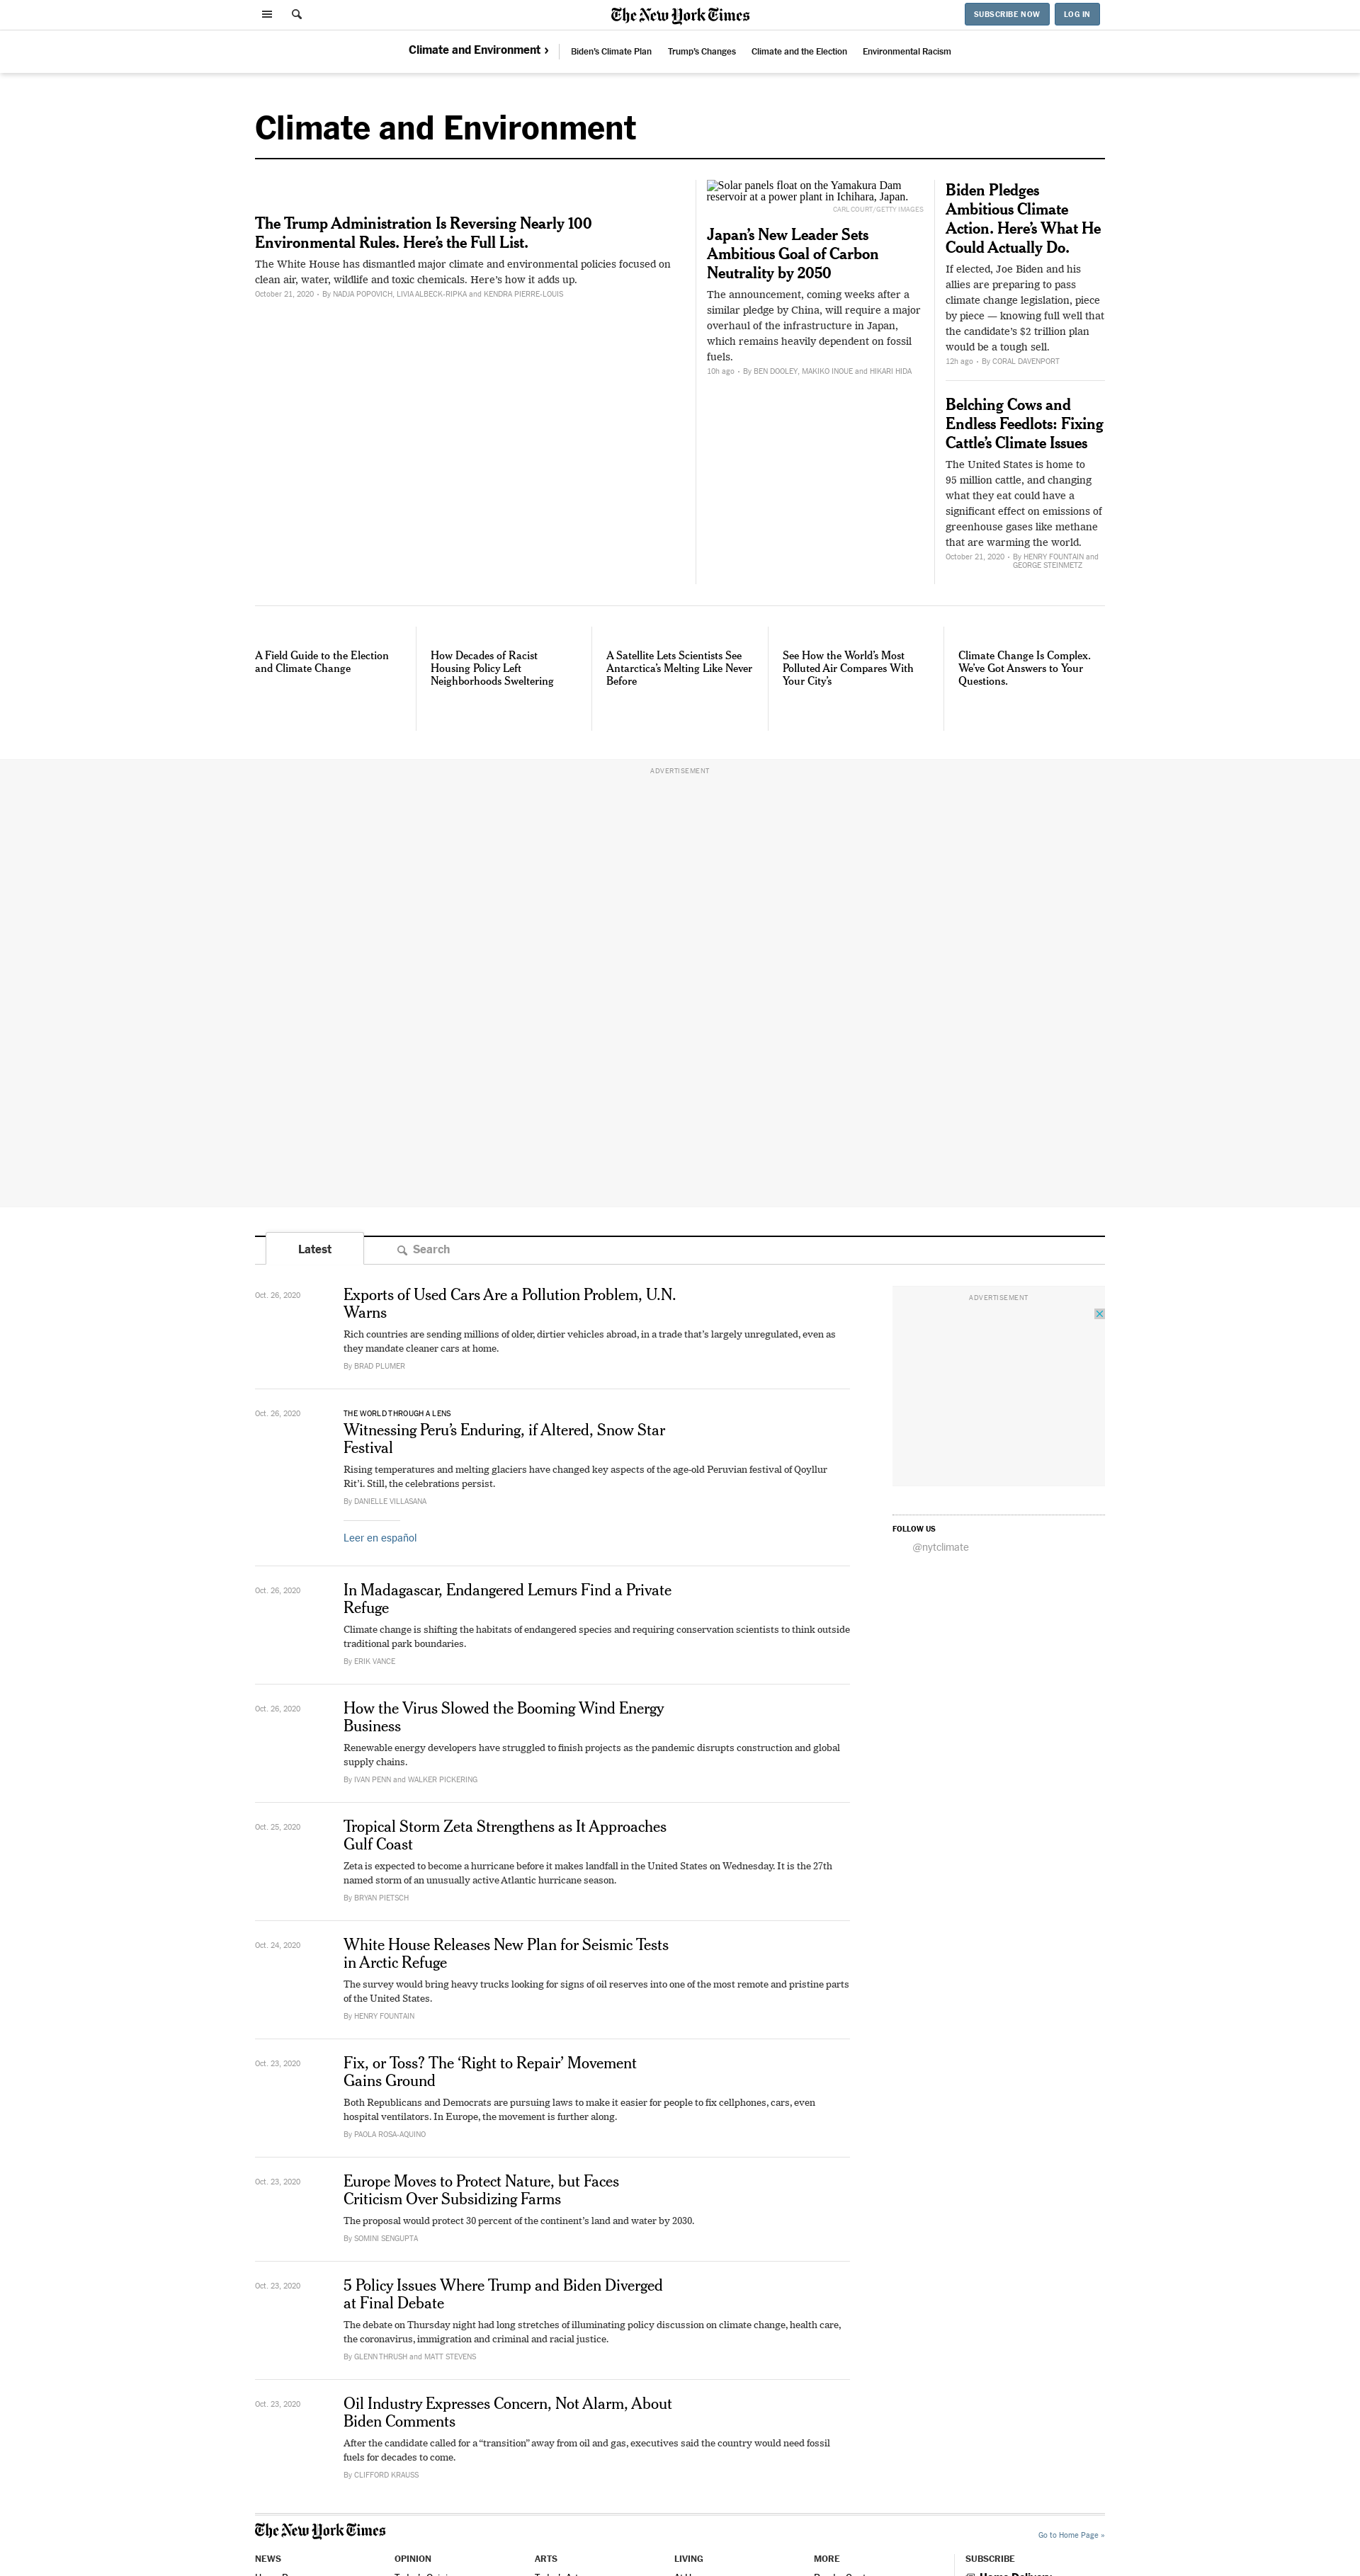 The New York Times
SUBSCRIBE NOW
LOG IN
Climate and Environment ›
Biden’s Climate Plan
Trump’s Changes
Climate and the Election
Environmental Racism
Climate and Environment
The Trump Administration Is Reversing Nearly 100
Environmental Rules. Here’s the Full List.
The White House has dismantled major climate and environmental policies focused on
clean air, water, wildlife and toxic chemicals. Here’s how it adds up.
October 21, 2020 • By NADJA POPOVICH, LIVIA ALBECK-RIPKA and KENDRA PIERRE-LOUIS
Solar panels float on the Yamakura Dam
reservoir at a power plant in Ichihara, Japan.
CARL COURT/GETTY IMAGES
Japan’s New Leader Sets
Ambitious Goal of Carbon
Neutrality by 2050
The announcement, coming weeks after a
similar pledge by China, will require a major
overhaul of the infrastructure in Japan,
which remains heavily dependent on fossil
fuels.
10h ago • By BEN DOOLEY, MAKIKO INOUE and HIKARI HIDA
Biden Pledges
Ambitious Climate
Action. Here’s What He
Could Actually Do.
If elected, Joe Biden and his
allies are preparing to pass
climate change legislation, piece
by piece — knowing full well that
the candidate’s $2 trillion plan
would be a tough sell.
12h ago • By CORAL DAVENPORT
Belching Cows and
Endless Feedlots: Fixing
Cattle’s Climate Issues
The United States is home to
95 million cattle, and changing
what they eat could have a
significant effect on emissions of
greenhouse gases like methane
that are warming the world.
October 21, 2020 • By HENRY FOUNTAIN and
GEORGE STEINMETZ
A Field Guide to the Election
and Climate Change
How Decades of Racist
Housing Policy Left
Neighborhoods Sweltering
A Satellite Lets Scientists See
Antarctica’s Melting Like Never
Before
See How the World’s Most
Polluted Air Compares With
Your City’s
Climate Change Is Complex.
We’ve Got Answers to Your
Questions.
ADVERTISEMENT
Latest
Search
Oct. 26, 2020
Exports of Used Cars Are a Pollution Problem, U.N.
Warns
Rich countries are sending millions of older, dirtier vehicles abroad, in a trade that’s largely unregulated, even as
they mandate cleaner cars at home.
By BRAD PLUMER
ADVERTISEMENT
Oct. 26, 2020
THE WORLD THROUGH A LENS
Witnessing Peru’s Enduring, if Altered, Snow Star
Festival
Rising temperatures and melting glaciers have changed key aspects of the age-old Peruvian festival of Qoyllur
Rit’i. Still, the celebrations persist.
By DANIELLE VILLASANA
Leer en español
FOLLOW US
@nytclimate
Oct. 26, 2020
In Madagascar, Endangered Lemurs Find a Private
Refuge
Climate change is shifting the habitats of endangered species and requiring conservation scientists to think outside
traditional park boundaries.
By ERIK VANCE
Oct. 26, 2020
How the Virus Slowed the Booming Wind Energy
Business
Renewable energy developers have struggled to finish projects as the pandemic disrupts construction and global
supply chains.
By IVAN PENN and WALKER PICKERING
Oct. 25, 2020
Tropical Storm Zeta Strengthens as It Approaches
Gulf Coast
Zeta is expected to become a hurricane before it makes landfall in the United States on Wednesday. It is the 27th
named storm of an unusually active Atlantic hurricane season.
By BRYAN PIETSCH
Oct. 24, 2020
White House Releases New Plan for Seismic Tests
in Arctic Refuge
The survey would bring heavy trucks looking for signs of oil reserves into one of the most remote and pristine parts
of the United States.
By HENRY FOUNTAIN
Oct. 23, 2020
Fix, or Toss? The ‘Right to Repair’ Movement
Gains Ground
Both Republicans and Democrats are pursuing laws to make it easier for people to fix cellphones, cars, even
hospital ventilators. In Europe, the movement is further along.
By PAOLA ROSA-AQUINO
Oct. 23, 2020
Europe Moves to Protect Nature, but Faces
Criticism Over Subsidizing Farms
The proposal would protect 30 percent of the continent’s land and water by 2030.
By SOMINI SENGUPTA
Oct. 23, 2020
5 Policy Issues Where Trump and Biden Diverged
at Final Debate
The debate on Thursday night had long stretches of illuminating policy discussion on climate change, health care,
the coronavirus, immigration and criminal and racial justice.
By GLENN THRUSH and MATT STEVENS
Oct. 23, 2020
Oil Industry Expresses Concern, Not Alarm, About
Biden Comments
After the candidate called for a “transition” away from oil and gas, executives said the country would need fossil
fuels for decades to come.
By CLIFFORD KRAUSS
The New York Times
Go to Home Page »
NEWS
OPINION
ARTS
LIVING
MORE
SUBSCRIBE